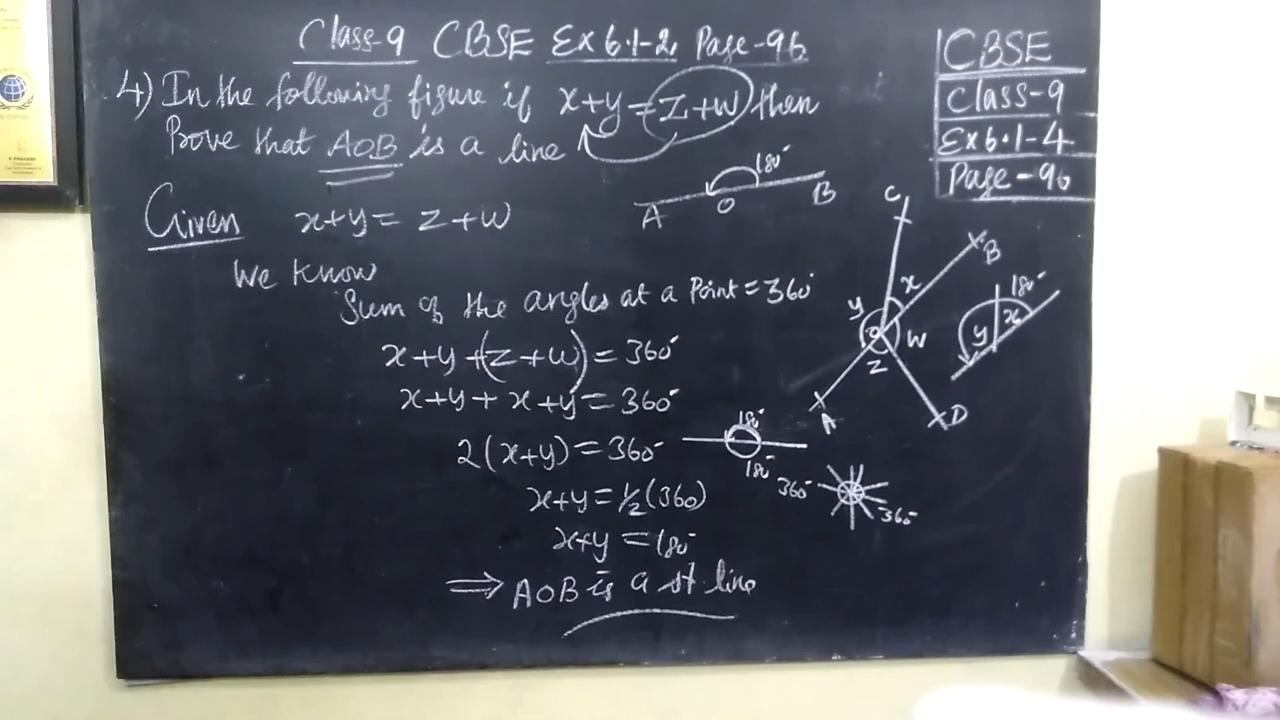 Class-9 CBSE Ex 6.1-2, Page-96
4) In the following figure if x+y=z+w then
Prove that AOB is a line
180°
A O B
Given x+y = z+w
We know
Sum of the angles at a Point = 360°
x+y+(z+w) = 360°
x+y+x+y = 360°
2(x+y) = 360°
x+y = 1/2(360)
x+y = 180°
⇒ AOB is a st line
CBSE
Class-9
Ex 6.1-4
Page-96
C
B
x
y
O
w
z
A
D
180°
y
x
180°
180°
360°
360°